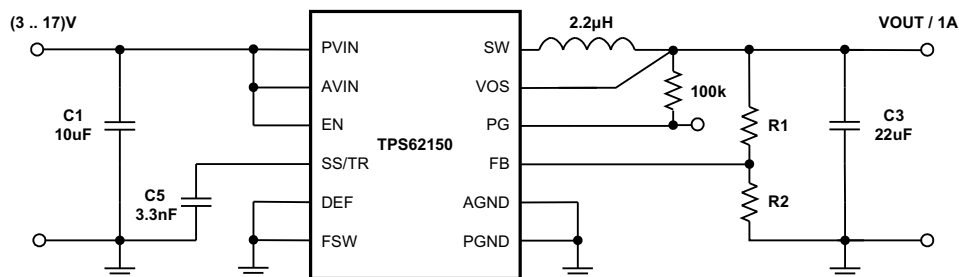 (3 .. 17)V
2.2µH
VOUT / 1A
PVIN
SW
AVIN
VOS
100k
C1
10uF
EN
PG
R1
C3
22uF
TPS62150
SS/TR
FB
C5
3.3nF
DEF
AGND
R2
FSW
PGND